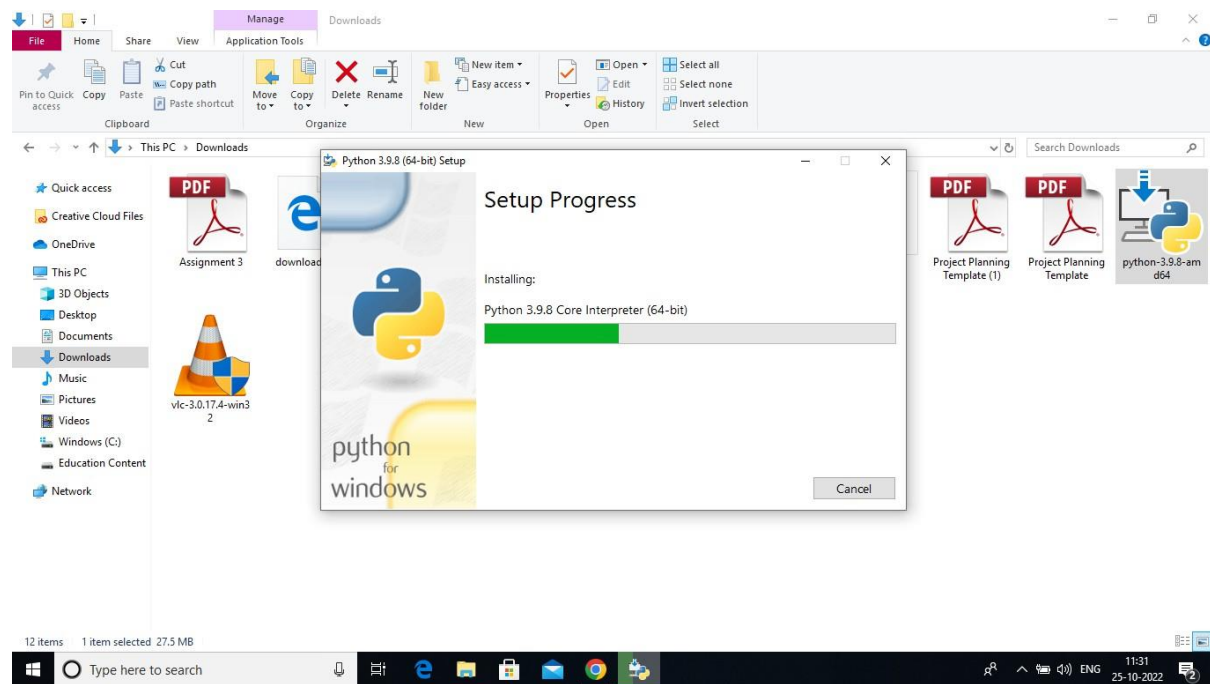 Manage
Downloads
File
Home
Share
View
Application Tools
Pin to Quick access
Copy
Paste
Cut
Copy path
Paste shortcut
Clipboard
Move to
Copy to
Delete
Rename
Organize
New folder
New item
Easy access
New
Properties
Open
Edit
History
Open
Select all
Select none
Invert selection
Select
This PC
Downloads
Search Downloads
Quick access
Creative Cloud Files
OneDrive
This PC
3D Objects
Desktop
Documents
Downloads
Music
Pictures
Videos
Windows (C:)
Education Content
Network
PDF
Assignment 3
download
vlc-3.0.17.4-win3
2
Python 3.9.8 (64-bit) Setup
Setup Progress
Installing:
Python 3.9.8 Core Interpreter (64-bit)
python
for
windows
Cancel
PDF
Project Planning
Template (1)
PDF
Project Planning
Template
python-3.9.8-am
d64
12 items
1 item selected 27.5 MB
Type here to search
ENG
11:31
25-10-2022
2